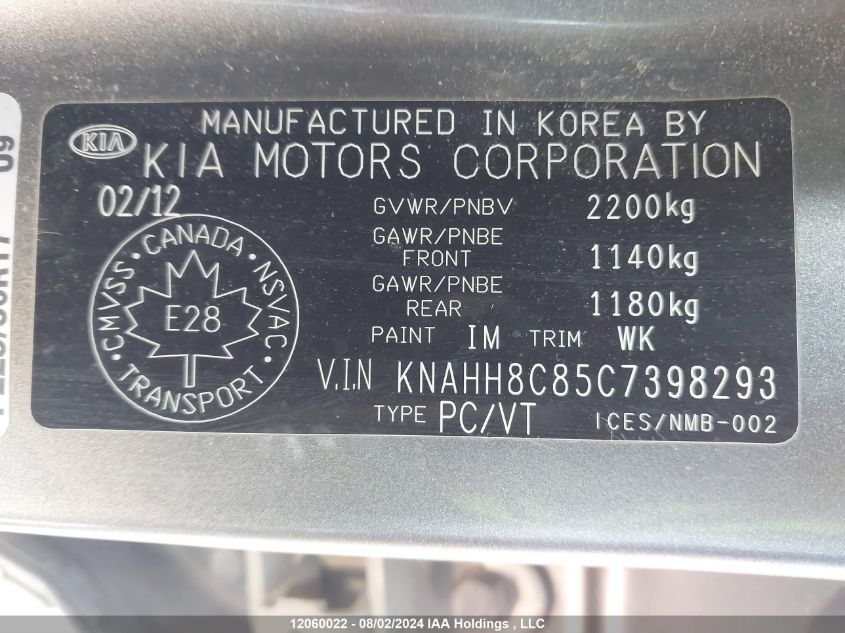 MANUFACTURED IN KOREA BY
KIA KIA MOTORS CORPORATION
02/12
GVWR/PNBV 2200kg
GAWR/PNBE FRONT 1140kg
GAWR/PNBE REAR 1180kg
PAINT IM TRIM WK
V.I.N KNAHH8C85C7398293
TYPE PC/VT ICES/NMB-002
CANADA
CMVSS · NSVAC
E28
TRANSPORT
12060022 - 08/02/2024 IAA Holdings , LLC